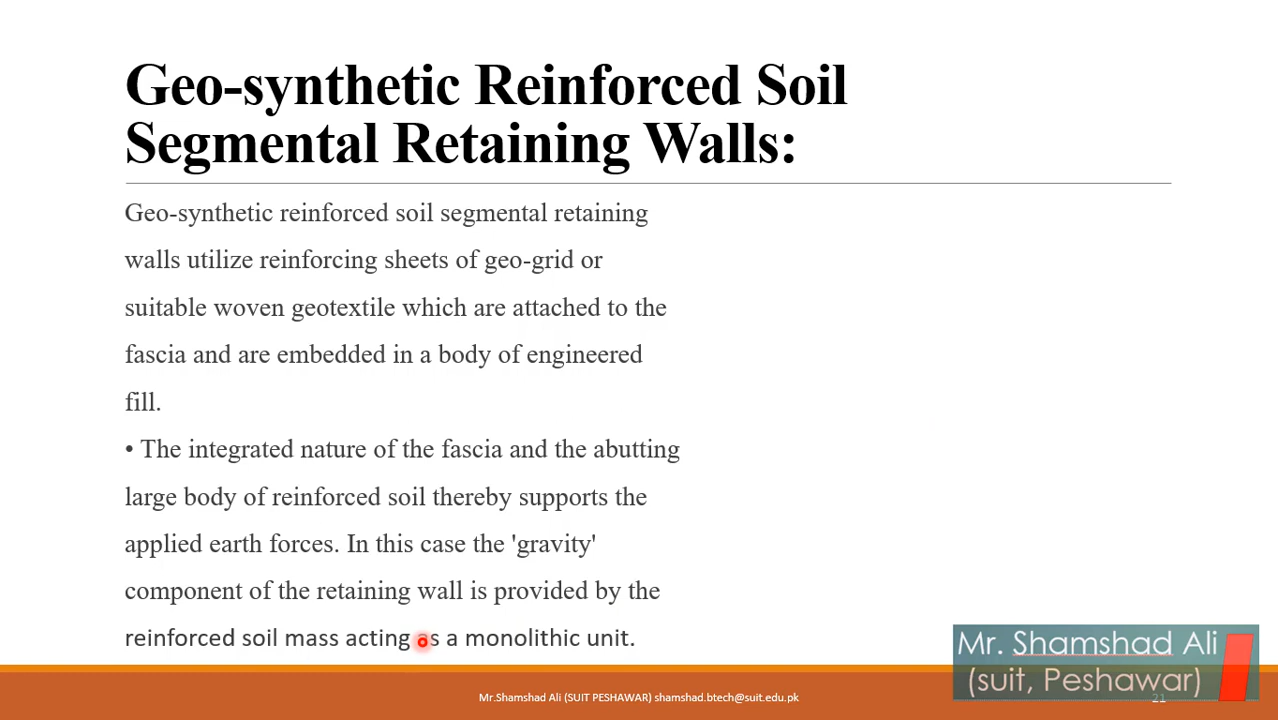 Geo-synthetic Reinforced Soil
Segmental Retaining Walls:
Geo-synthetic reinforced soil segmental retaining
walls utilize reinforcing sheets of geo-grid or
suitable woven geotextile which are attached to the
fascia and are embedded in a body of engineered
fill.
• The integrated nature of the fascia and the abutting
large body of reinforced soil thereby supports the
applied earth forces. In this case the 'gravity'
component of the retaining wall is provided by the
reinforced soil mass acting as a monolithic unit.
Mr. Shamshad Ali
(suit, Peshawar)
Mr.Shamshad Ali (SUIT PESHAWAR) shamshad.btech@suit.edu.pk
21